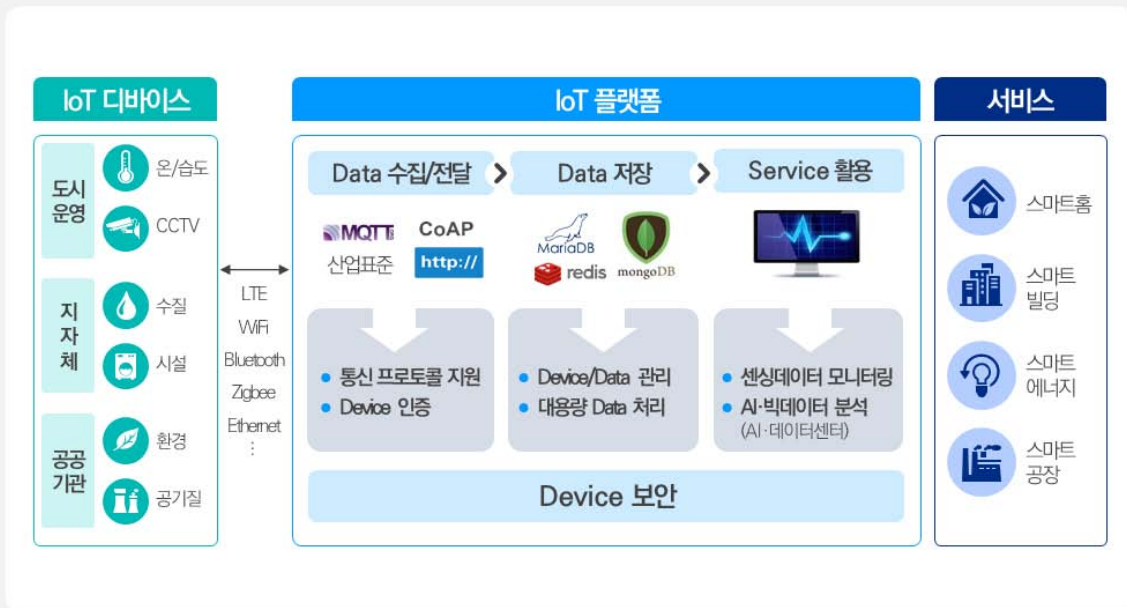 IoT 디바이스
도시
운영
온/습도
CCTV
지
자
체
수질
시설
공공
기관
환경
공기질
LTE
WiFi
Bluetooth
Zigbee
Ethernet
⋮
IoT 플랫폼
Data 수집/전달
Data 저장
Service 활용
MQTT
CoAP
산업표준
http://
MariaDB
redis
mongoDB
• 통신 프로토콜 지원
• Device 인증
• Device/Data 관리
• 대용량 Data 처리
• 센싱데이터 모니터링
• AI·빅데이터 분석
(AI·데이터센터)
Device 보안
서비스
스마트홈
스마트
빌딩
스마트
에너지
스마트
공장